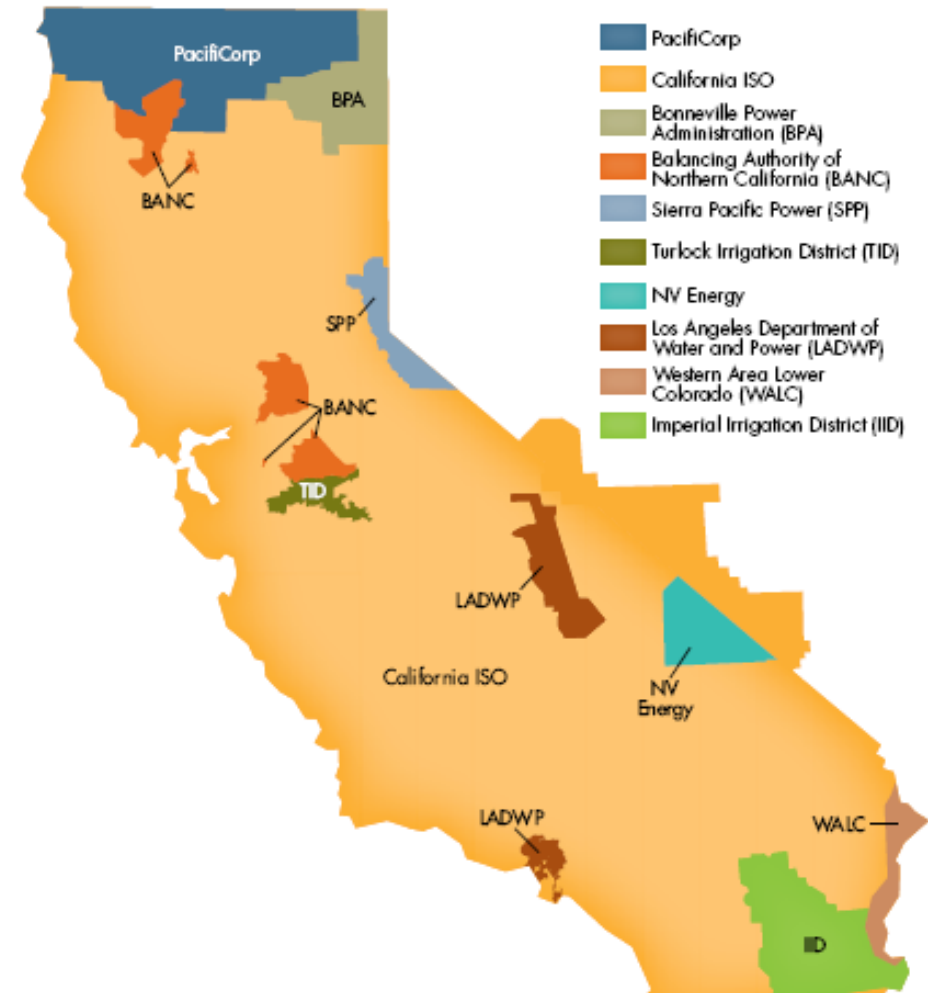 PacifiCorp
BPA
BANC
SPP
BANC
TID
LADWP
California ISO
NV
Energy
LADWP
WALC
IID
PacifiCorp
California ISO
Bonneville Power
Administration (BPA)
Balancing Authority of
Northern California (BANC)
Sierra Pacific Power (SPP)
Turlock Irrigation District (TID)
NV Energy
Los Angeles Department of
Water and Power (LADWP)
Western Area Lower
Colorado (WALC)
Imperial Irrigation District (IID)